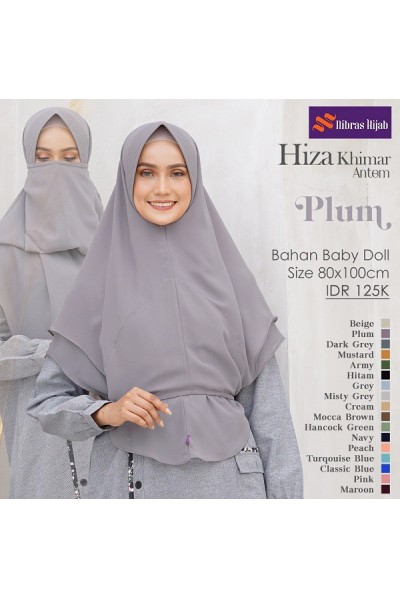 Nibras Hijab
Hiza Khimar
Antem
Plum
Bahan Baby Doll
Size 80x100cm
IDR 125K
Beige
Plum
Dark Grey
Mustard
Army
Hitam
Grey
Misty Grey
Cream
Mocca Brown
Hancock Green
Navy
Peach
Turqouise Blue
Classic Blue
Pink
Maroon